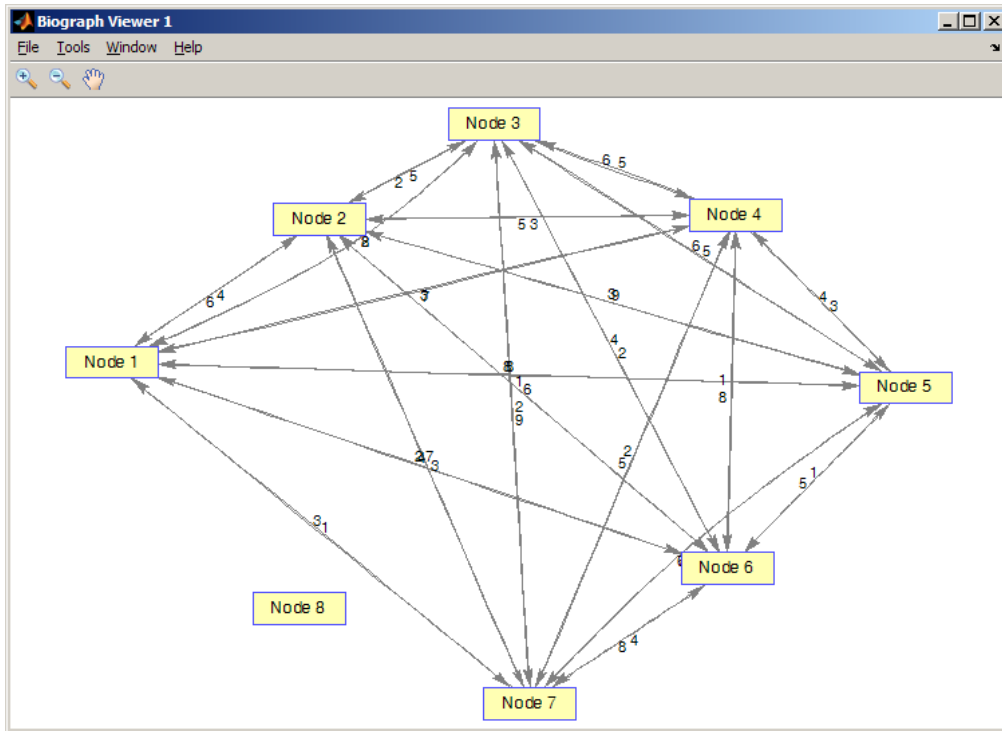 Biograph Viewer 1
File Tools Window Help
Node 3
6 5
2 5
Node 2
Node 4
5 3
6 5
6 4
3 9
4 3
4
2
Node 1
Node 5
1
6
1
8
2
9
2
5
3
1
5
3 1
Node 6
Node 8
8 4
Node 7